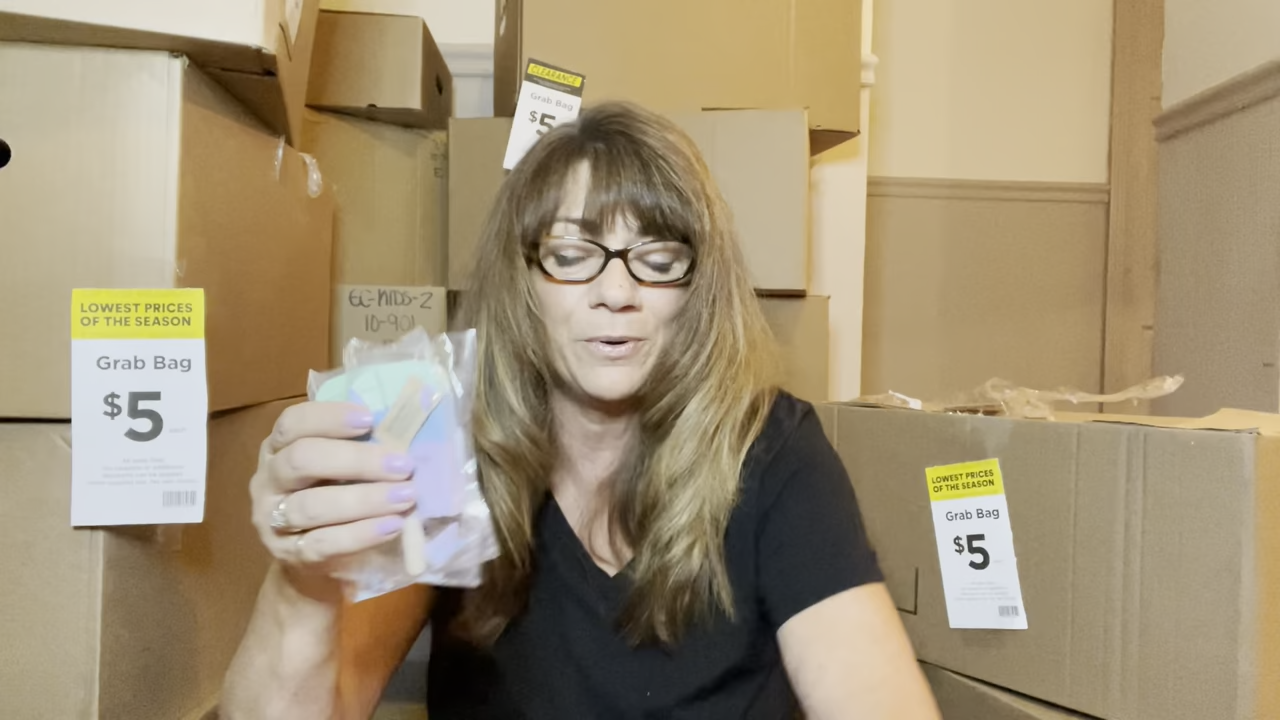 CLEARANCE
Grab Bag
$5
EC-KIDS-2
10-901
LOWEST PRICES
OF THE SEASON
Grab Bag
$5
LOWEST PRICES
OF THE SEASON
Grab Bag
$5